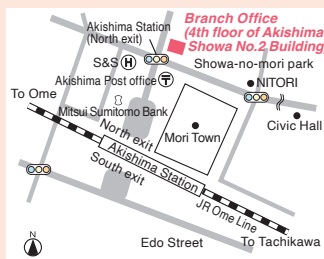 Branch Office
(4th floor of Akishima
Showa No.2 Building)
Akishima Station
(North exit)
S&S H
Showa-no-mori park
Akishima Post office 〒
NITORI
To Ome
Mitsui Sumitomo Bank
Civic Hall
Mori Town
North exit
Akishima Station
South exit
JR Ome Line
To Tachikawa
Edo Street
N